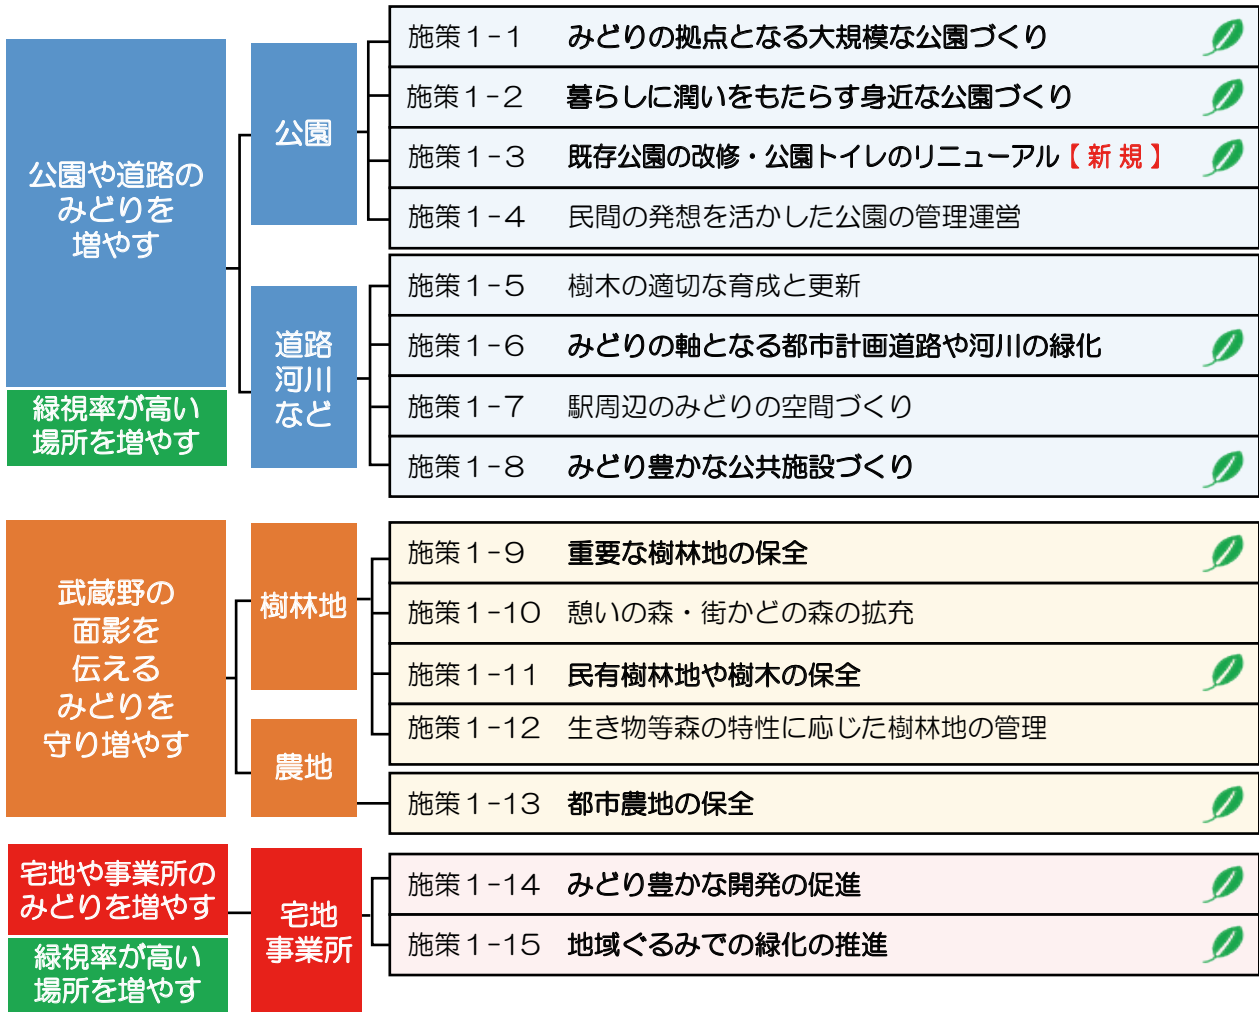 公園や道路の
みどりを
増やす
緑視率が高い
場所を増やす
公園
施策1-1 みどりの拠点となる大規模な公園づくり
施策1-2 暮らしに潤いをもたらす身近な公園づくり
施策1-3 既存公園の改修・公園トイレのリニューアル【新規】
施策1-4 民間の発想を活かした公園の管理運営
道路
河川
など
施策1-5 樹木の適切な育成と更新
施策1-6 みどりの軸となる都市計画道路や河川の緑化
施策1-7 駅周辺のみどりの空間づくり
施策1-8 みどり豊かな公共施設づくり
武蔵野の
面影を
伝える
みどりを
守り増やす
樹林地
施策1-9 重要な樹林地の保全
施策1-10 憩いの森・街かどの森の拡充
施策1-11 民有樹林地や樹木の保全
施策1-12 生き物等森の特性に応じた樹林地の管理
農地
施策1-13 都市農地の保全
宅地や事業所の
みどりを増やす
緑視率が高い
場所を増やす
宅地
事業所
施策1-14 みどり豊かな開発の促進
施策1-15 地域ぐるみでの緑化の推進